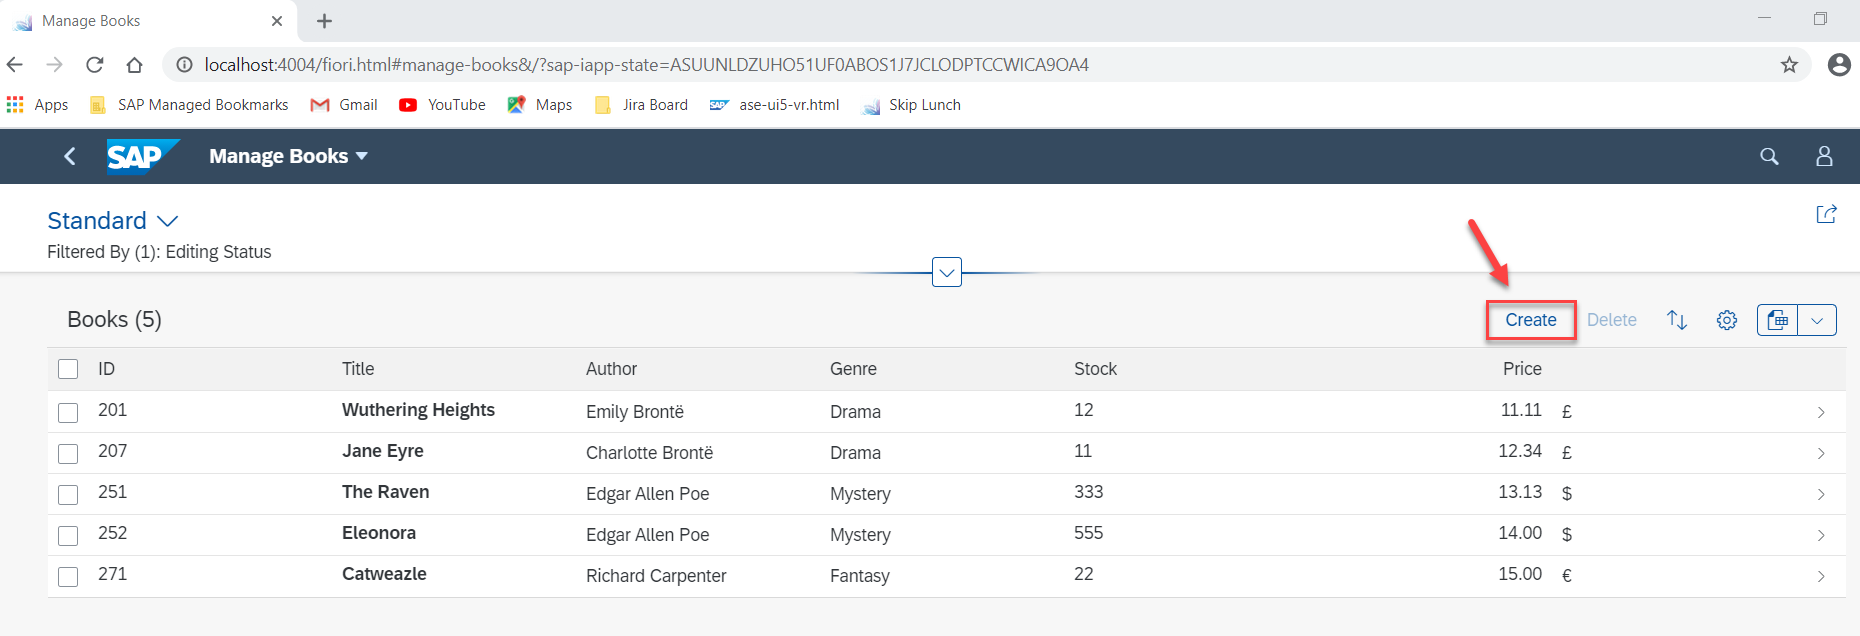 Manage Books
localhost:4004/fiori.html#manage-books&/?sap-iapp-state=ASUUNLDZUHO51UF0ABOS1J7JCLODPTCCWICA9OA4
Apps SAP Managed Bookmarks Gmail YouTube Maps Jira Board SAP ase-ui5-vr.html Skip Lunch
SAP Manage Books
Standard
Filtered By (1): Editing Status
Books (5) Create Delete
ID Title Author Genre Stock Price
201 Wuthering Heights Emily Brontë Drama 12 11.11 £
207 Jane Eyre Charlotte Brontë Drama 11 12.34 £
251 The Raven Edgar Allen Poe Mystery 333 13.13 $
252 Eleonora Edgar Allen Poe Mystery 555 14.00 $
271 Catweazle Richard Carpenter Fantasy 22 15.00 €